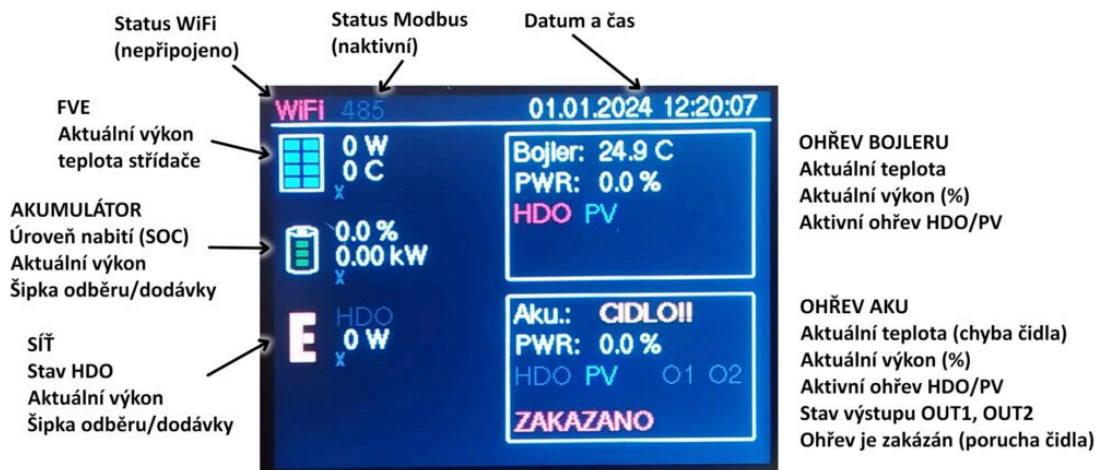 Status WiFi
(nepřipojeno)
Status Modbus
(naktivní)
Datum a čas
FVE
Aktuální výkon
teplota střídače
AKUMULÁTOR
Úroveň nabití (SOC)
Aktuální výkon
Šipka odběru/dodávky
SÍŤ
Stav HDO
Aktuální výkon
Šipka odběru/dodávky
WiFi 485 01.01.2024 12:20:07
0 W
0 C
X
0.0 %
0.00 kW
X
E
HDO
0 W
X
Bojler: 24.9 C
PWR: 0.0 %
HDO PV
Aku.: CIDLO!!
PWR: 0.0 %
HDO PV O1 O2
ZAKAZANO
OHŘEV BOJLERU
Aktuální teplota
Aktuální výkon (%)
Aktivní ohřev HDO/PV
OHŘEV AKU
Aktuální teplota (chyba čidla)
Aktuální výkon (%)
Aktivní ohřev HDO/PV
Stav výstupu OUT1, OUT2
Ohřev je zakázán (porucha čidla)